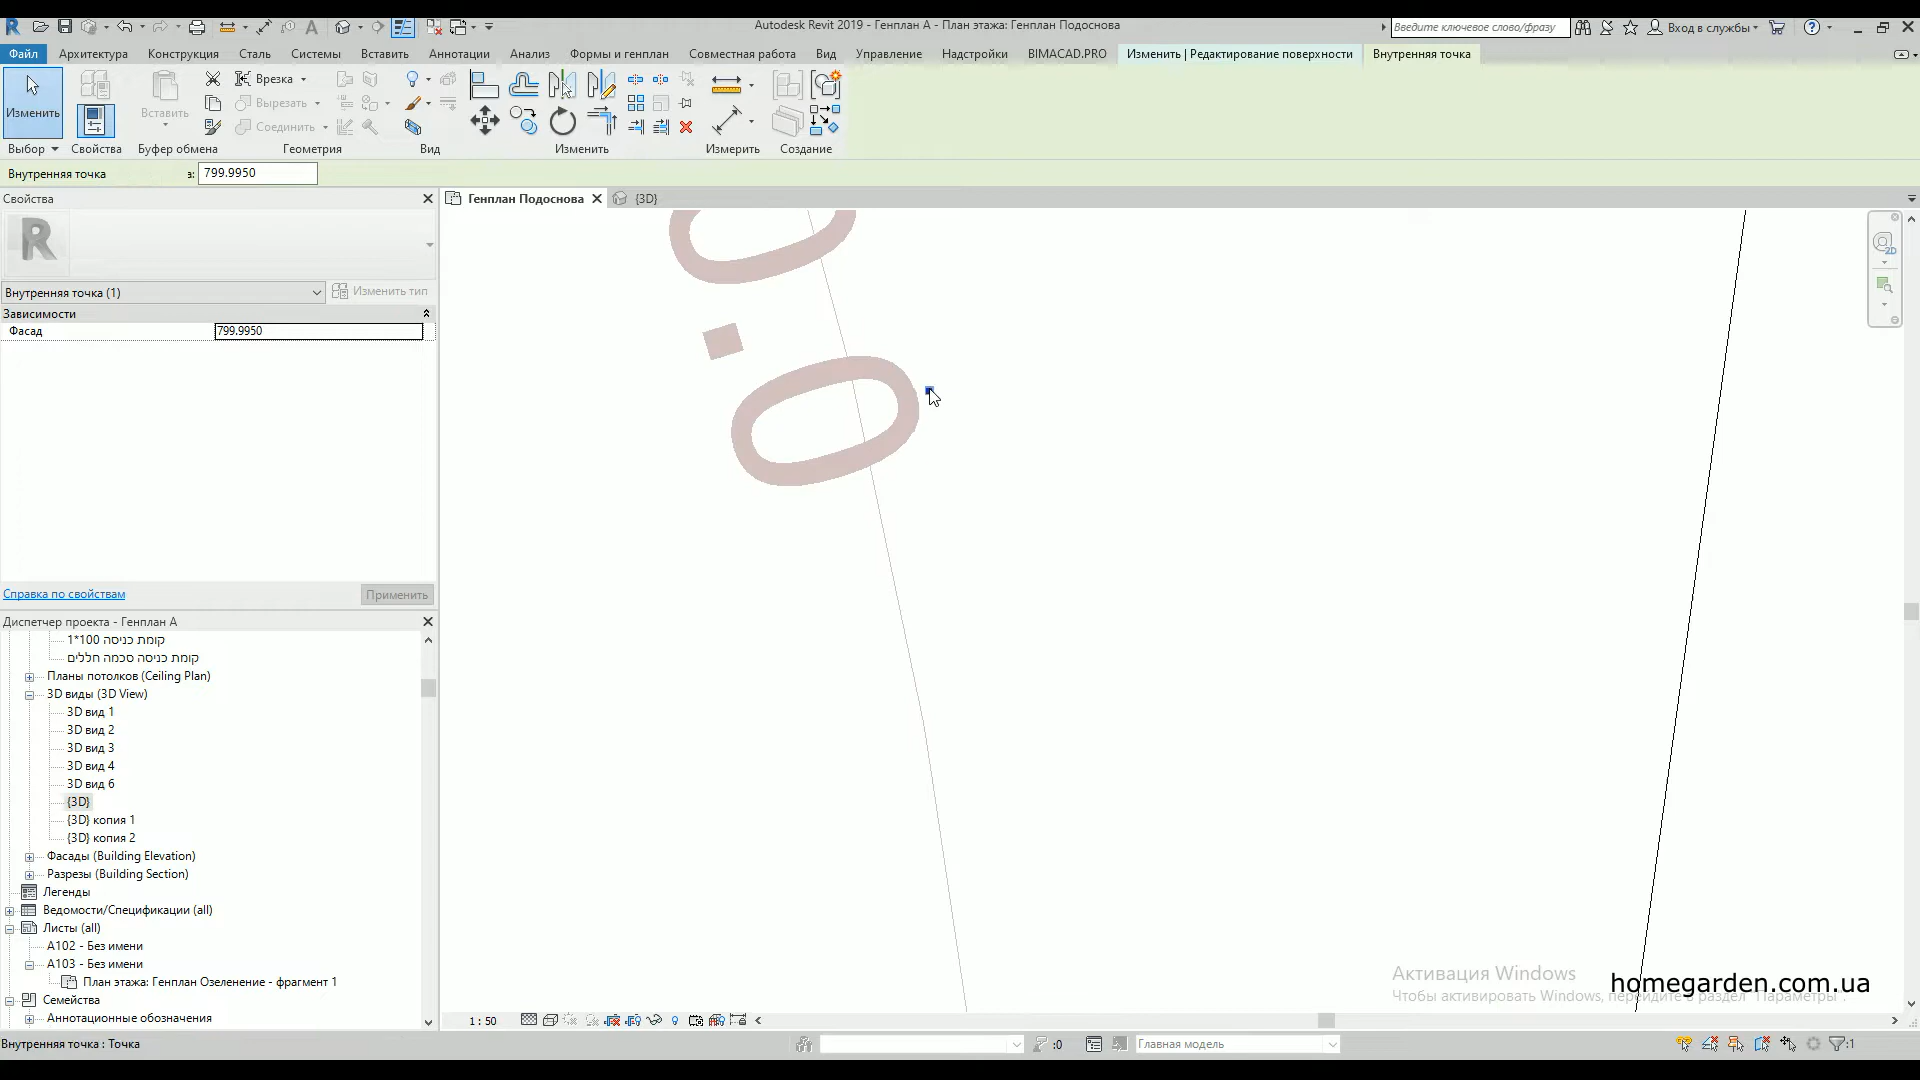 Autodesk Revit 2019 - Генплан А - План этажа: Генплан Подоснова
Введите ключевое слово/фразу
Вход в службы
Файл
Архитектура
Конструкция
Сталь
Системы
Вставить
Аннотации
Анализ
Формы и генплан
Совместная работа
Вид
Управление
Надстройки
BIMACAD.PRO
Изменить | Редактирование поверхности
Внутренняя точка
Изменить
Вставить
Врезка
Вырезать
Соединить
Выбор
Свойства
Буфер обмена
Геометрия
Вид
Изменить
Измерить
Создание
Внутренняя точка
а: 799.9950
Свойства
Генплан Подоснова
{3D}
R
2D
Внутренняя точка (1)
Изменить тип
Зависимости
Фасад
799.9950
0
.0
Справка по свойствам
Применить
Диспетчер проекта - Генплан А
קומת כניסה 100*1
קומת כניסה סכמה חללים
Планы потолков (Ceiling Plan)
3D виды (3D View)
3D вид 1
3D вид 2
3D вид 3
3D вид 4
3D вид 6
{3D}
{3D} копия 1
{3D} копия 2
Фасады (Building Elevation)
Разрезы (Building Section)
Легенды
Ведомости/Спецификации (all)
Листы (all)
A102 - Без имени
A103 - Без имени
План этажа: Генплан Озеленение - фрагмент 1
Семейства
Аннотационные обозначения
Активация Windows
Чтобы активировать Windows, перейдите в раздел "Параметры".
homegarden.com.ua
1 : 50
Внутренняя точка : Точка
:0
Главная модель
:1